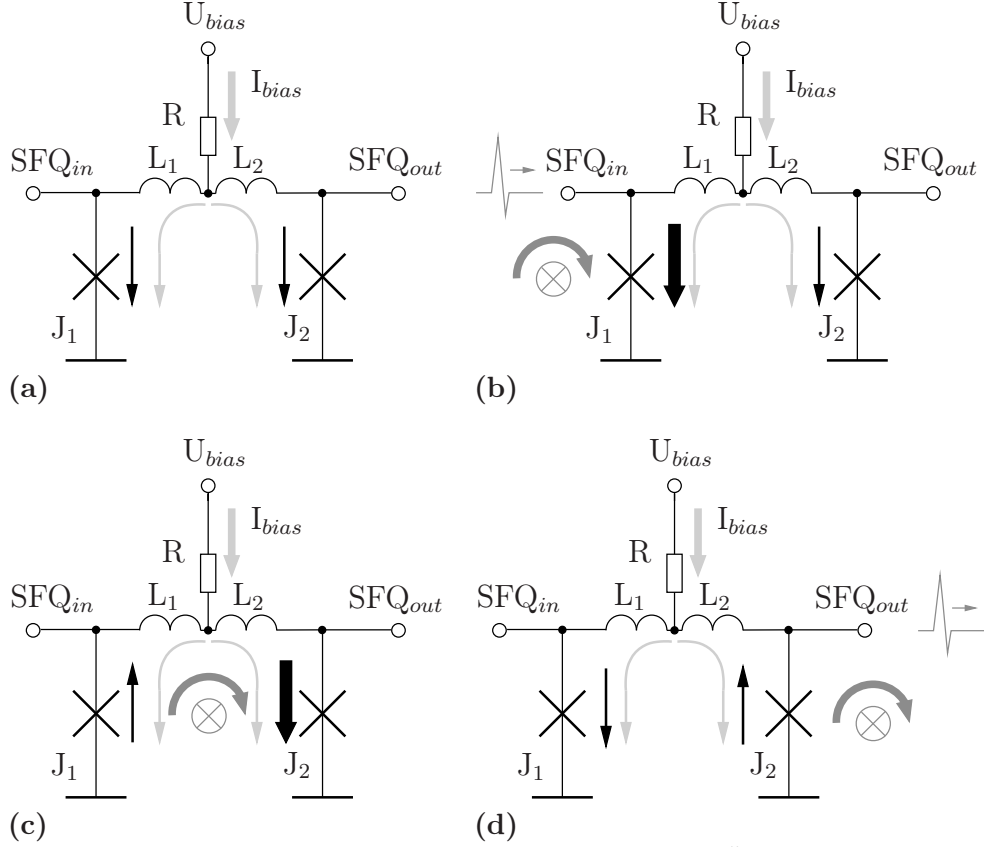 U_bias
I_bias
R
SFQ_in L_1 L_2 SFQ_out
J_1 J_2
(a)
U_bias
I_bias
R
SFQ_in L_1 L_2 SFQ_out
J_1 J_2
(b)
U_bias
I_bias
R
SFQ_in L_1 L_2 SFQ_out
J_1 J_2
(c)
U_bias
I_bias
R
SFQ_in L_1 L_2 SFQ_out
J_1 J_2
(d)